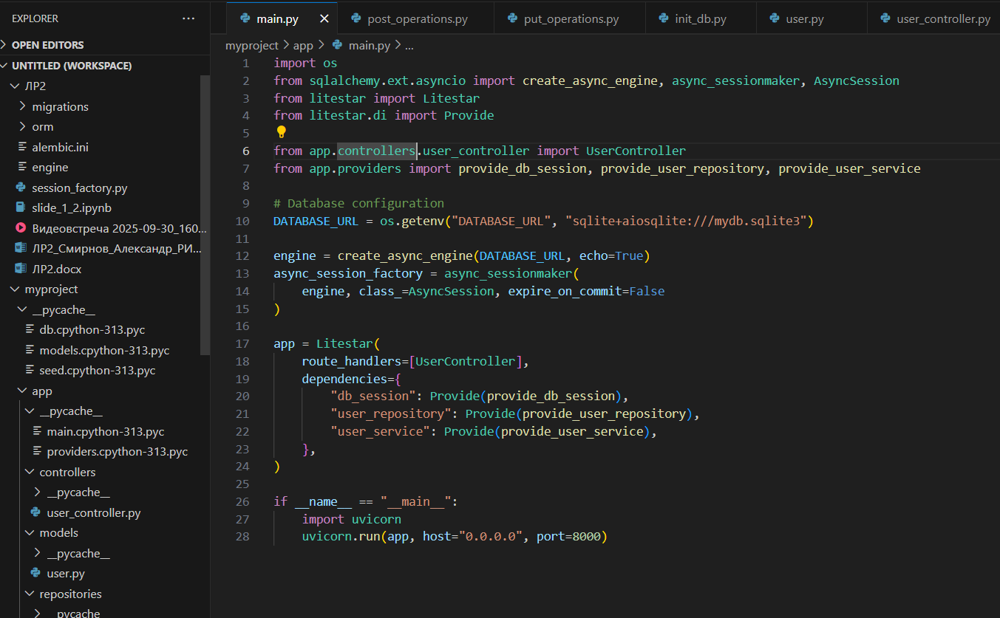 EXPLORER ...
OPEN EDITORS
UNTITLED (WORKSPACE)
ЛР2
migrations
orm
alembic.ini
engine
session_factory.py
slide_1_2.ipynb
Видеовстреча 2025-09-30_160...
ЛР2_Смирнов_Александр_РИ...
ЛР2.docx
myproject
__pycache__
db.cpython-313.pyc
models.cpython-313.pyc
seed.cpython-313.pyc
app
__pycache__
main.cpython-313.pyc
providers.cpython-313.pyc
controllers
__pycache__
user_controller.py
models
__pycache__
user.py
repositories
__pycache__
main.py post_operations.py put_operations.py init_db.py user.py user_controller.py
myproject > app > main.py > ...
1 import os
2 from sqlalchemy.ext.asyncio import create_async_engine, async_sessionmaker, AsyncSession
3 from litestar import Litestar
4 from litestar.di import Provide
5
6 from app.controllers.user_controller import UserController
7 from app.providers import provide_db_session, provide_user_repository, provide_user_service
8
9 # Database configuration
10 DATABASE_URL = os.getenv("DATABASE_URL", "sqlite+aiosqlite:///mydb.sqlite3")
11
12 engine = create_async_engine(DATABASE_URL, echo=True)
13 async_session_factory = async_sessionmaker(
14     engine, class_=AsyncSession, expire_on_commit=False
15 )
16
17 app = Litestar(
18     route_handlers=[UserController],
19     dependencies={
20         "db_session": Provide(provide_db_session),
21         "user_repository": Provide(provide_user_repository),
22         "user_service": Provide(provide_user_service),
23     },
24 )
25
26 if __name__ == "__main__":
27     import uvicorn
28     uvicorn.run(app, host="0.0.0.0", port=8000)